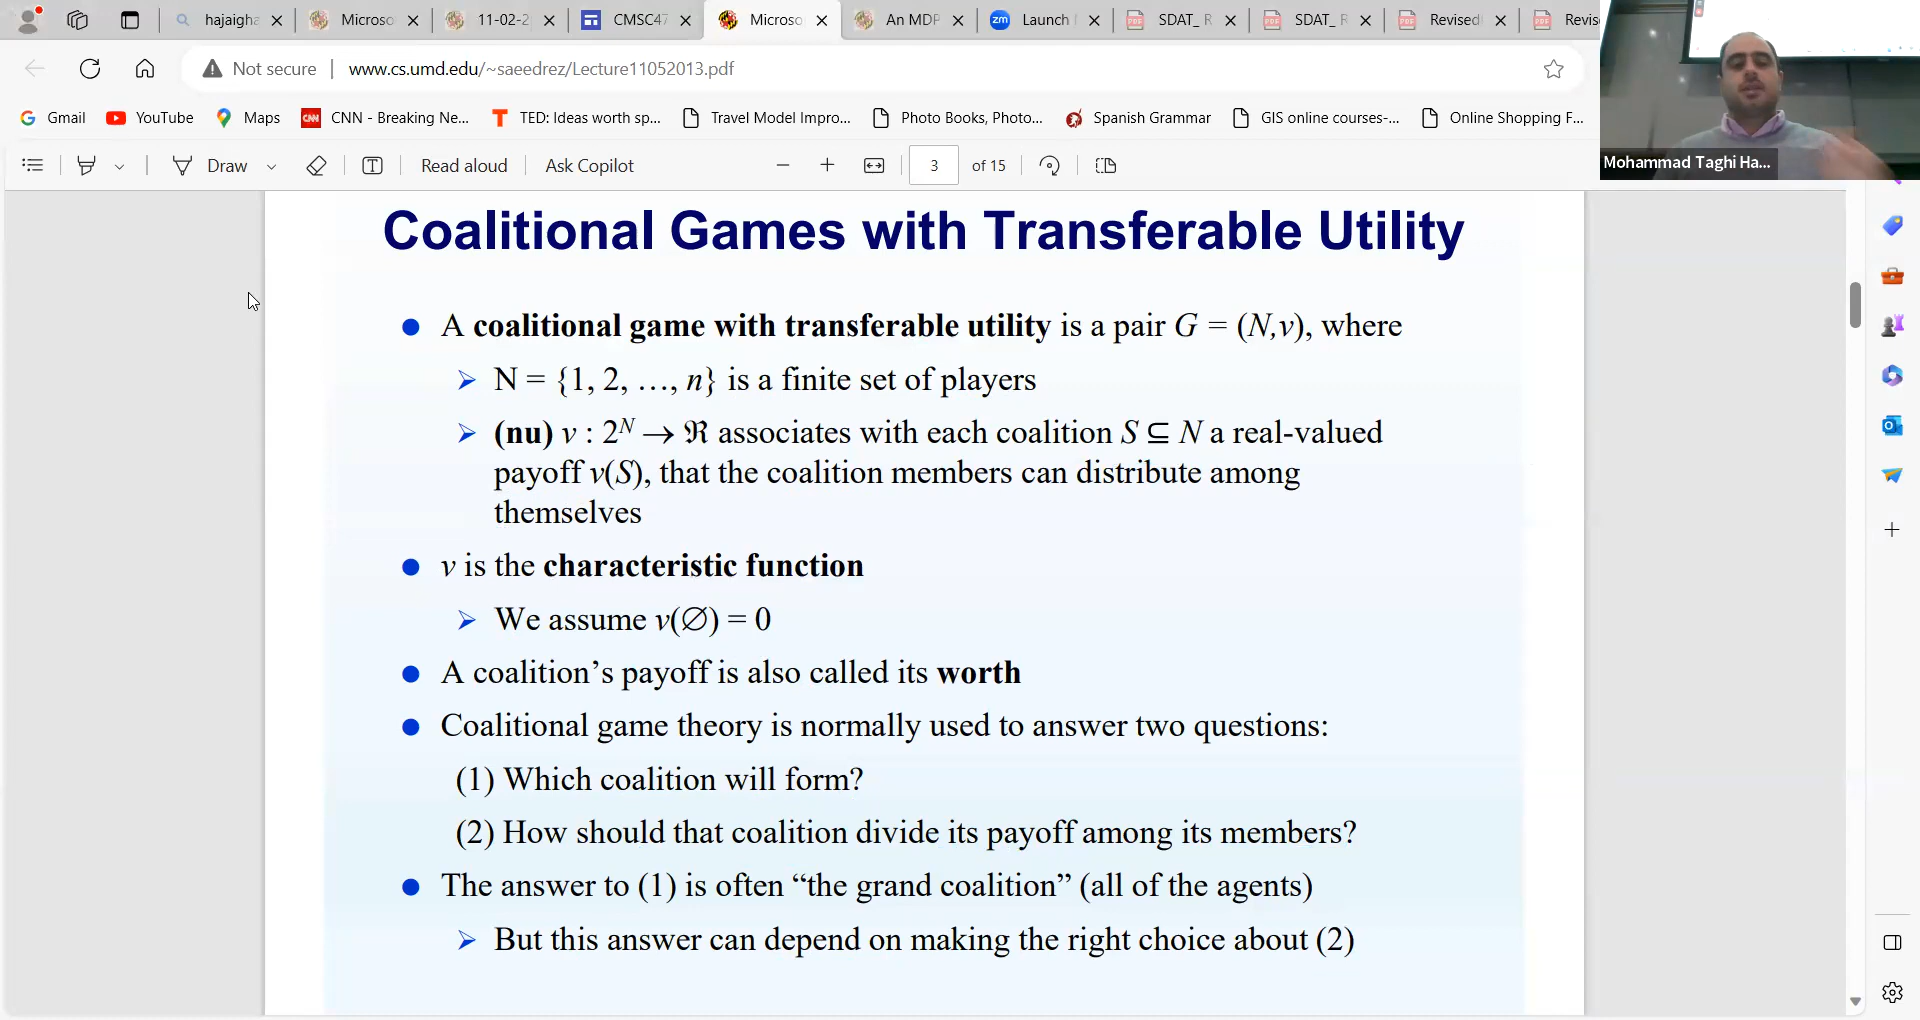 hajaigha
Microso
11-02-2
CMSC47
Microso
An MDP
Launch
SDAT_ R
SDAT_ R
Revised
Revise
Not secure
www.cs.umd.edu/~saeedrez/Lecture11052013.pdf
Gmail
YouTube
Maps
CNN - Breaking Ne...
TED: Ideas worth sp...
Travel Model Impro...
Photo Books, Photo...
Spanish Grammar
GIS online courses-...
Online Shopping F...
Mohammad Taghi Ha...
Draw
Read aloud
Ask Copilot
3 of 15
Coalitional Games with Transferable Utility
A coalitional game with transferable utility is a pair G = (N,v), where
N = {1, 2, …, n} is a finite set of players
(nu) v : 2^N → ℜ associates with each coalition S ⊆ N a real-valued
payoff v(S), that the coalition members can distribute among
themselves
v is the characteristic function
We assume v(∅) = 0
A coalition’s payoff is also called its worth
Coalitional game theory is normally used to answer two questions:
(1) Which coalition will form?
(2) How should that coalition divide its payoff among its members?
The answer to (1) is often “the grand coalition” (all of the agents)
But this answer can depend on making the right choice about (2)